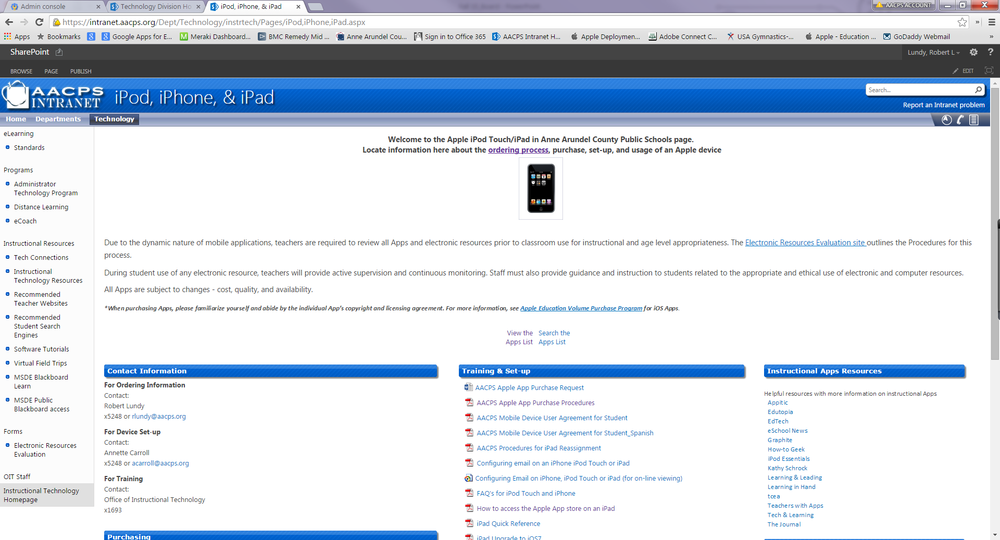 Admin console
Technology Division Ho
iPod, iPhone, & iPad
AACPS ACCOUNT
https://intranet.aacps.org/Dept/Technology/instrtech/Pages/iPod,iPhone,iPad.aspx
Apps
Bookmarks
Google Apps for E...
Meraki Dashboard...
BMC Remedy Mid ...
Anne Arundel Cou...
Sign in to Office 365
AACPS Intranet H...
Apple Deploymen...
Adobe Connect C...
USA Gymnastics-...
Apple - Education ...
GoDaddy Webmail
SharePoint
Lundy, Robert L
BROWSE
PAGE
PUBLISH
EDIT
AACPS
INTRANET
iPod, iPhone, & iPad
Search...
Report an Intranet problem
Home
Departments
Technology
eLearning
Standards
Programs
Administrator
Technology Program
Distance Learning
eCoach
Instructional Resources
Tech Connections
Instructional
Technology Resources
Recommended
Teacher Websites
Recommended
Student Search
Engines
Software Tutorials
Virtual Field Trips
MSDE Blackboard
Learn
MSDE Public
Blackboard access
Forms
Electronic Resources
Evaluation
OIT Staff
Instructional Technology
Homepage
Welcome to the Apple iPod Touch/iPad in Anne Arundel County Public Schools page.
Locate information here about the ordering process, purchase, set-up, and usage of an Apple device
Due to the dynamic nature of mobile applications, teachers are required to review all Apps and electronic resources prior to classroom use for instructional and age level appropriateness. The Electronic Resources Evaluation site outlines the Procedures for this
process.
During student use of any electronic resource, teachers will provide active supervision and continuous monitoring. Staff must also provide guidance and instruction to students related to the appropriate and ethical use of electronic and computer resources.
All Apps are subject to changes - cost, quality, and availability.
*When purchasing Apps, please familiarize yourself and abide by the individual App's copyright and licensing agreement. For more information, see Apple Education Volume Purchase Program for iOS Apps.
View the
Apps List
Search the
Apps List
Contact Information
For Ordering Information
Contact:
Robert Lundy
x5248 or rlundy@aacps.org
For Device Set-up
Contact:
Annette Carroll
x5248 or acarroll@aacps.org
For Training
Contact:
Office of Instructional Technology
x1693
Purchasing
Training & Set-up
AACPS Apple App Purchase Request
AACPS Apple App Purchase Procedures
AACPS Mobile Device User Agreement for Student
AACPS Mobile Device User Agreement for Student_Spanish
AACPS Procedures for iPad Reassignment
Configuring email on an iPhone iPod Touch or iPad
Configuring Email on iPhone, iPod Touch or iPad (for on-line viewing)
FAQ's for iPod Touch and iPhone
How to access the Apple App store on an iPad
iPad Quick Reference
iPad Upgrade to iOS7
Instructional Apps Resources
Helpful resources with more information on instructional Apps
Appitic
Edutopia
EdTech
eSchool News
Graphite
How-to Geek
iPod Essentials
Kathy Schrock
Learning & Leading
Learning in Hand
tcea
Teachers with Apps
Tech & Learning
The Journal